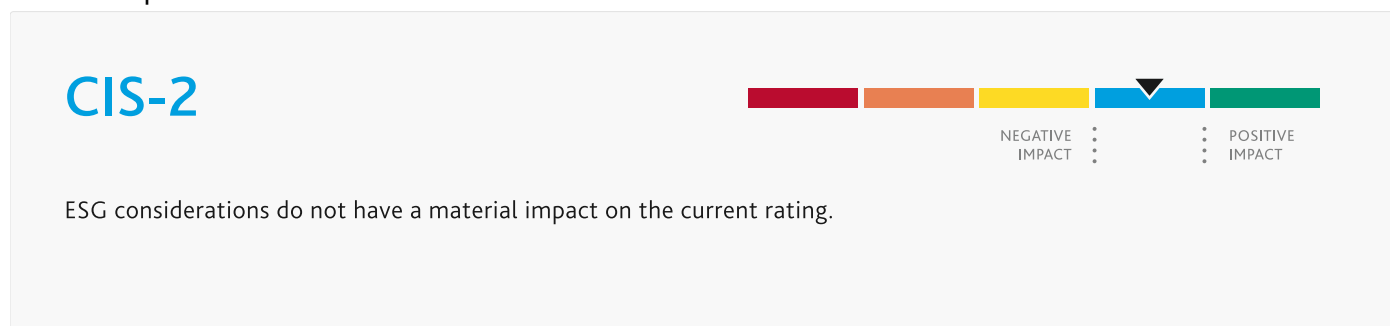 CIS-2
NEGATIVE
IMPACT
POSITIVE
IMPACT
ESG considerations do not have a material impact on the current rating.